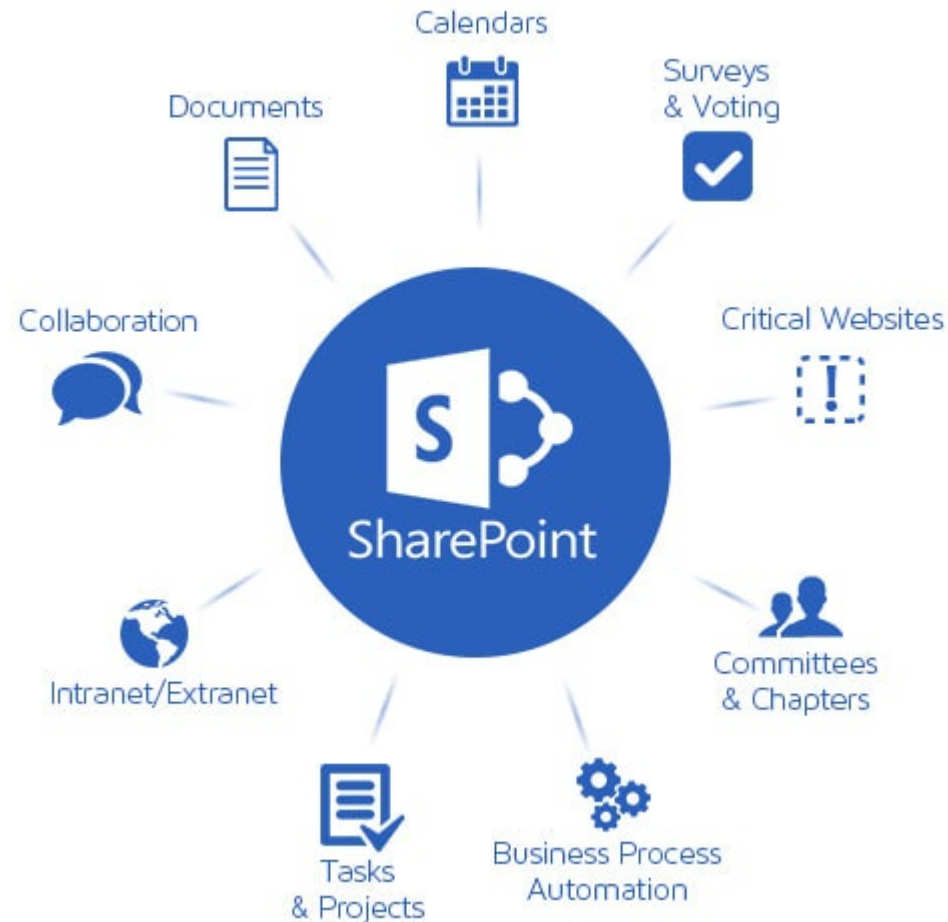 Calendars
Surveys
& Voting
Documents
Collaboration
Critical Websites
S
SharePoint
Intranet/Extranet
Committees
& Chapters
Tasks
& Projects
Business Process
Automation